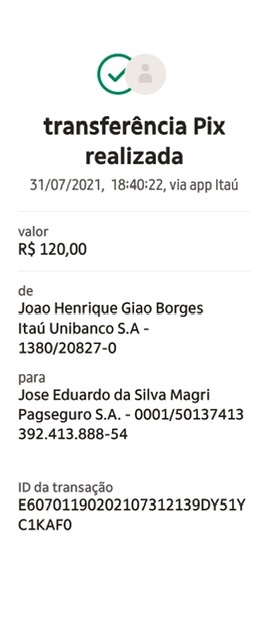 transferência Pix
realizada
31/07/2021, 18:40:22, via app Itaú
valor
R$ 120,00
de
Joao Henrique Giao Borges
Itaú Unibanco S.A -
1380/20827-0
para
Jose Eduardo da Silva Magri
Pagseguro S.A. - 0001/50137413
392.413.888-54
ID da transação
E60701190202107312139DY51Y
C1KAF0